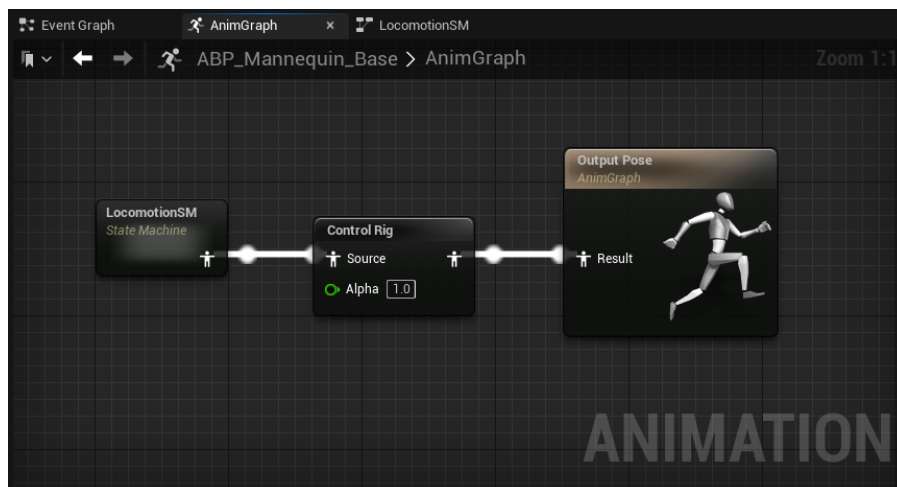 Event Graph
AnimGraph
LocomotionSM
ABP_Mannequin_Base > AnimGraph
Zoom 1:1
Output Pose
AnimGraph
LocomotionSM
State Machine
Control Rig
Source
Alpha 1.0
Result
ANIMATION